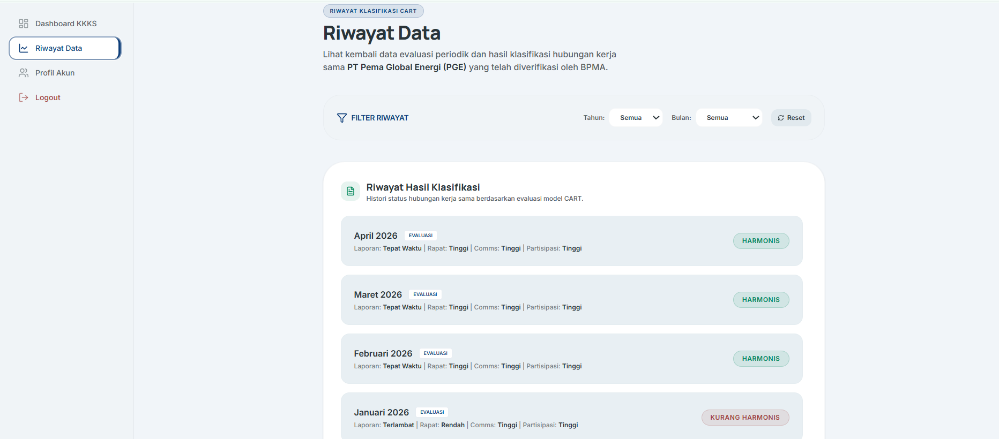 Dashboard KKKS
Riwayat Data
Profil Akun
Logout
RIWAYAT KLASIFIKASI CART
Riwayat Data
Lihat kembali data evaluasi periodik dan hasil klasifikasi hubungan kerja
sama PT Pema Global Energi (PGE) yang telah diverifikasi oleh BPMA.
FILTER RIWAYAT
Tahun: Semua Bulan: Semua Reset
Riwayat Hasil Klasifikasi
Histori status hubungan kerja sama berdasarkan evaluasi model CART.
April 2026 EVALUASI
Laporan: Tepat Waktu | Rapat: Tinggi | Comms: Tinggi | Partisipasi: Tinggi
HARMONIS
Maret 2026 EVALUASI
Laporan: Tepat Waktu | Rapat: Tinggi | Comms: Tinggi | Partisipasi: Tinggi
HARMONIS
Februari 2026 EVALUASI
Laporan: Tepat Waktu | Rapat: Tinggi | Comms: Tinggi | Partisipasi: Tinggi
HARMONIS
Januari 2026 EVALUASI
Laporan: Terlambat | Rapat: Rendah | Comms: Tinggi | Partisipasi: Tinggi
KURANG HARMONIS